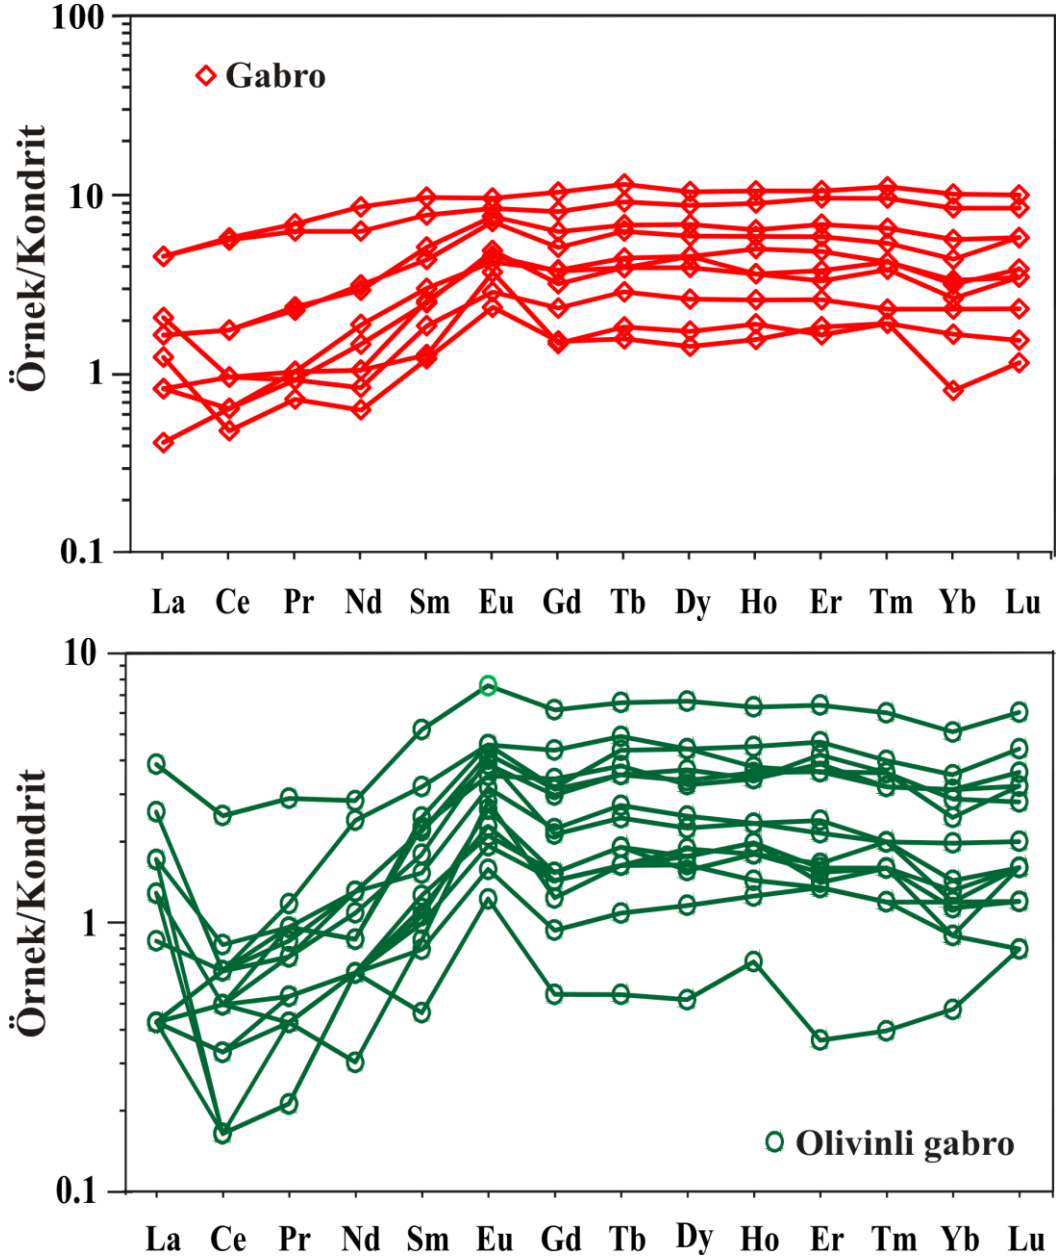 100
Gabro
10
Örnek/Kondrit
1
0.1
La Ce Pr Nd Sm Eu Gd Tb Dy Ho Er Tm Yb Lu
10
Örnek/Kondrit
1
Olivinli gabro
0.1
La Ce Pr Nd Sm Eu Gd Tb Dy Ho Er Tm Yb Lu